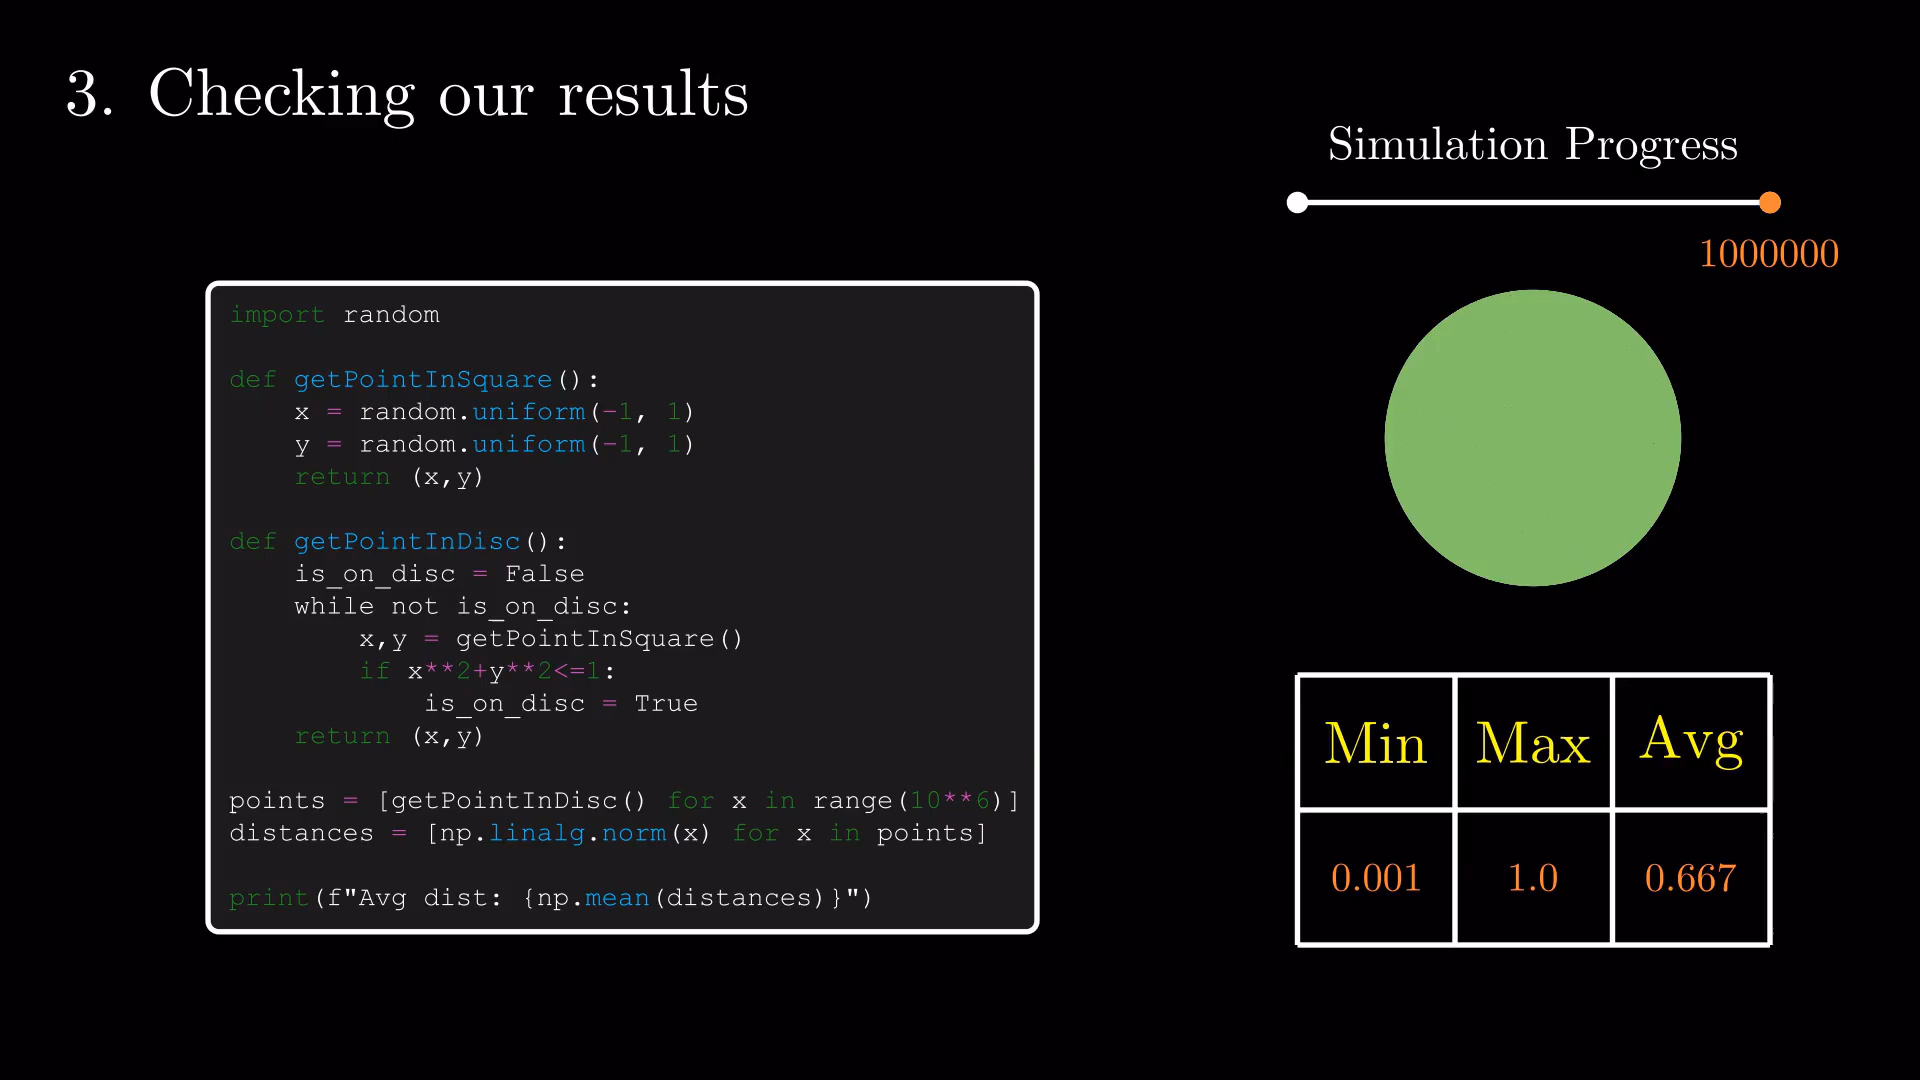 3. Checking our results
Simulation Progress
1000000
import random
def getPointInSquare():
    x = random.uniform(-1, 1)
    y = random.uniform(-1, 1)
    return (x,y)
def getPointInDisc():
    is_on_disc = False
    while not is_on_disc:
        x,y = getPointInSquare()
        if x**2+y**2<=1:
            is_on_disc = True
    return (x,y)
points = [getPointInDisc() for x in range(10**6)]
distances = [np.linalg.norm(x) for x in points]
print(f"Avg dist: {np.mean(distances)}")
Min Max Avg
0.001 1.0 0.667